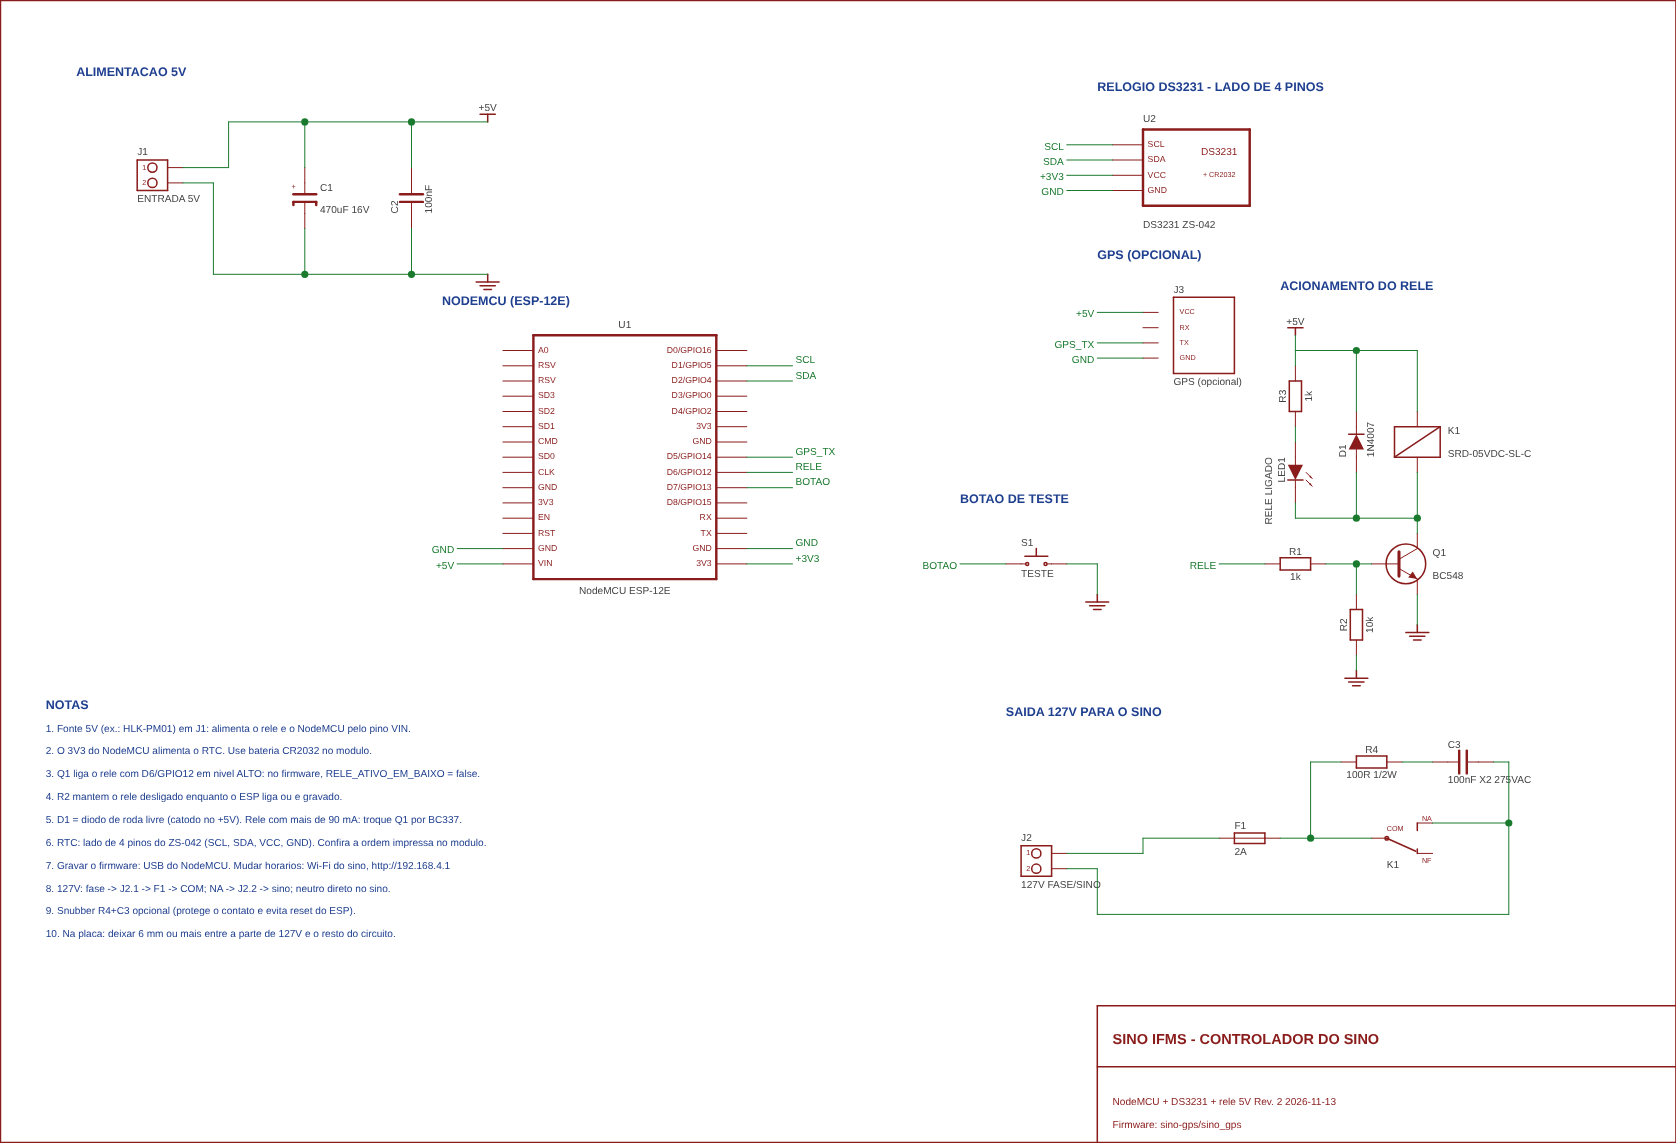 ALIMENTACAO 5V
+5V
J1
1
2
ENTRADA 5V
+
C1
470uF 16V
C2
100nF
RELOGIO DS3231 - LADO DE 4 PINOS
U2
SCL
SDA
+3V3
GND
SCL
SDA
VCC
GND
DS3231
+ CR2032
DS3231 ZS-042
GPS (OPCIONAL)
J3
+5V
GPS_TX
GND
VCC
RX
TX
GND
GPS (opcional)
ACIONAMENTO DO RELE
+5V
R3
1k
RELE LIGADO
LED1
D1
1N4007
K1
SRD-05VDC-SL-C
RELE
R1
1k
Q1
BC548
R2
10k
NODEMCU (ESP-12E)
U1
A0
RSV
RSV
SD3
SD2
SD1
CMD
SD0
CLK
GND
3V3
EN
RST
GND
VIN
D0/GPIO16
D1/GPIO5
D2/GPIO4
D3/GPIO0
D4/GPIO2
3V3
GND
D5/GPIO14
D6/GPIO12
D7/GPIO13
D8/GPIO15
RX
TX
GND
3V3
SCL
SDA
GPS_TX
RELE
BOTAO
GND
+3V3
GND
+5V
NodeMCU ESP-12E
BOTAO DE TESTE
S1
BOTAO
TESTE
NOTAS
1. Fonte 5V (ex.: HLK-PM01) em J1: alimenta o rele e o NodeMCU pelo pino VIN.
2. O 3V3 do NodeMCU alimenta o RTC. Use bateria CR2032 no modulo.
3. Q1 liga o rele com D6/GPIO12 em nivel ALTO: no firmware, RELE_ATIVO_EM_BAIXO = false.
4. R2 mantem o rele desligado enquanto o ESP liga ou e gravado.
5. D1 = diodo de roda livre (catodo no +5V). Rele com mais de 90 mA: troque Q1 por BC337.
6. RTC: lado de 4 pinos do ZS-042 (SCL, SDA, VCC, GND). Confira a ordem impressa no modulo.
7. Gravar o firmware: USB do NodeMCU. Mudar horarios: Wi-Fi do sino, http://192.168.4.1
8. 127V: fase -> J2.1 -> F1 -> COM; NA -> J2.2 -> sino; neutro direto no sino.
9. Snubber R4+C3 opcional (protege o contato e evita reset do ESP).
10. Na placa: deixar 6 mm ou mais entre a parte de 127V e o resto do circuito.
SAIDA 127V PARA O SINO
R4
100R 1/2W
C3
100nF X2 275VAC
J2
1
2
127V FASE/SINO
F1
2A
COM
NA
NF
K1
SINO IFMS - CONTROLADOR DO SINO
NodeMCU + DS3231 + rele 5V Rev. 2 2026-11-13
Firmware: sino-gps/sino_gps